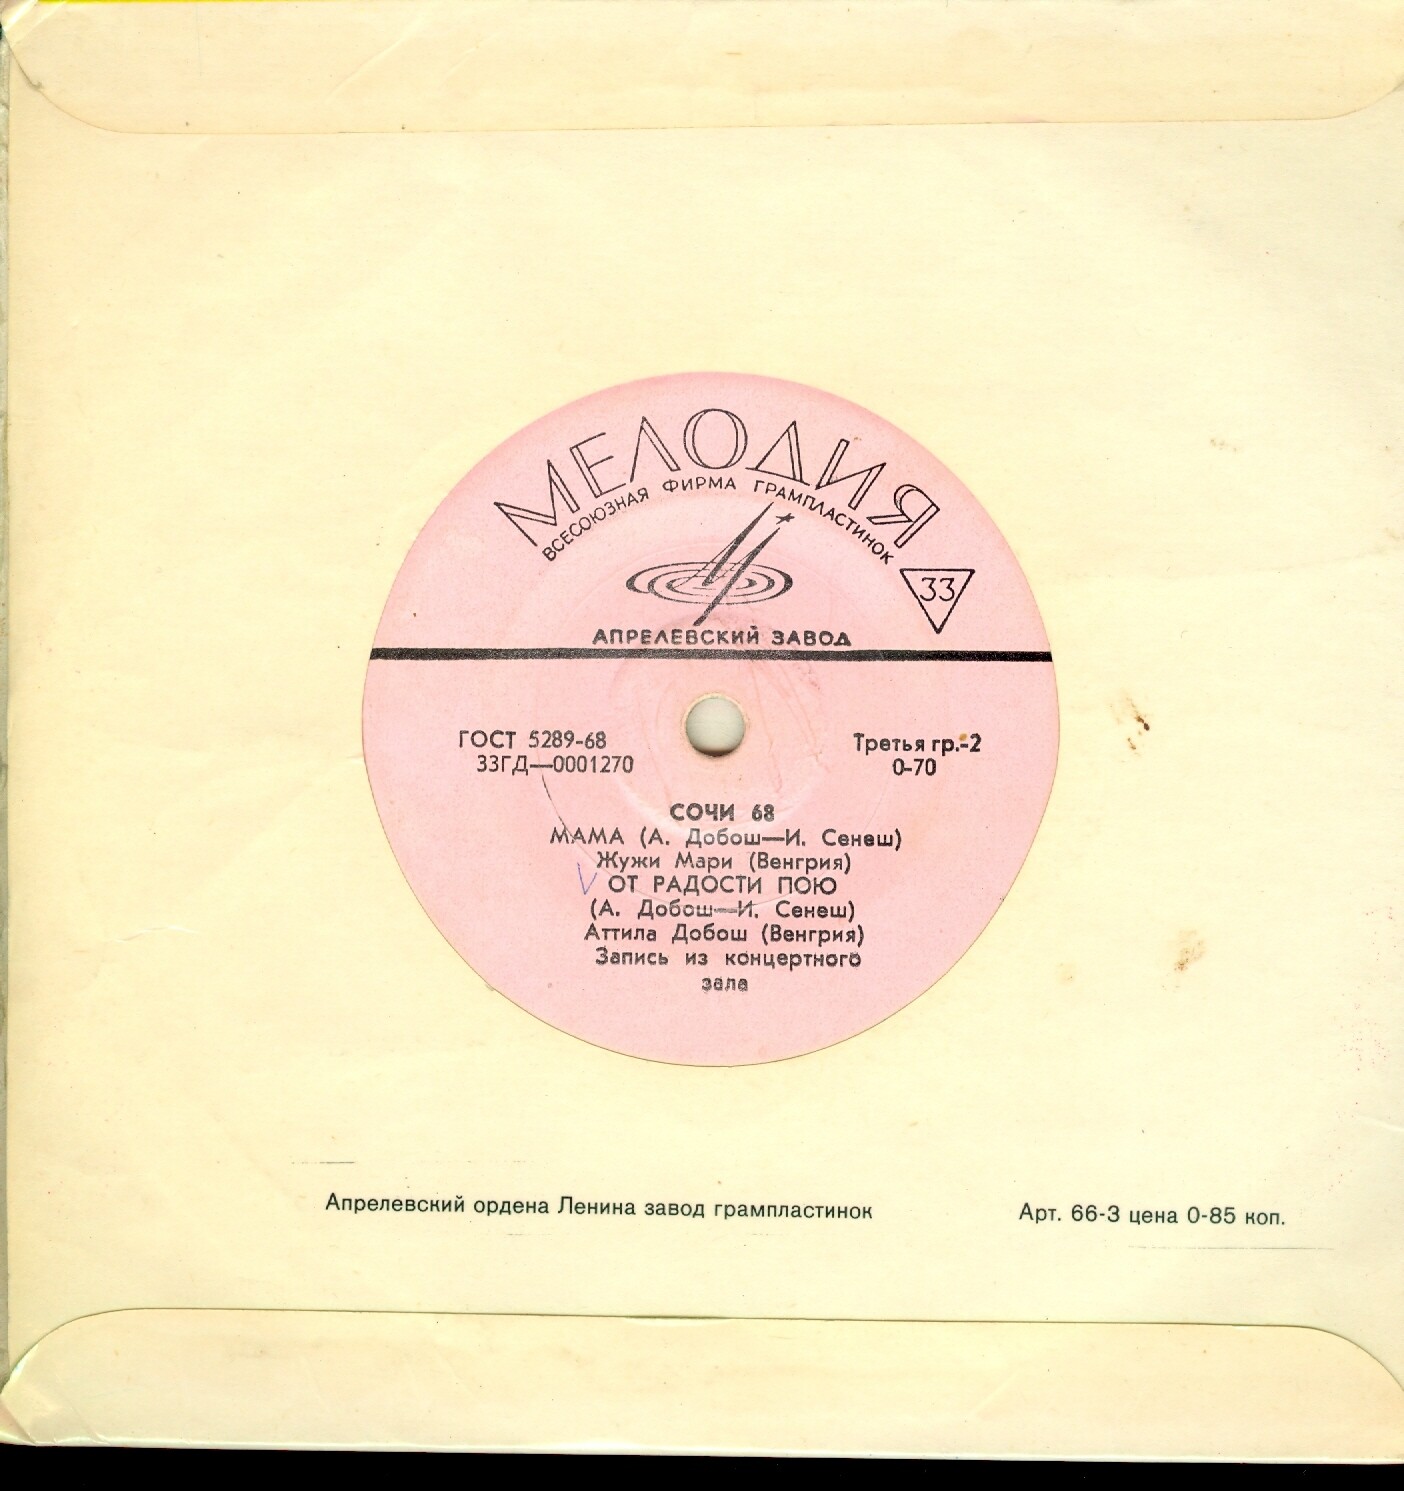 МЕЛОДИЯ
ВСЕСОЮЗНАЯ ФИРМА ГРАМПЛАСТИНОК
33
АПРЕЛЕВСКИЙ ЗАВОД
ГОСТ 5289-68
Третья гр.-2
33ГД—0001270
0-70
СОЧИ 68
МАМА (А. Добош—И. Сенеш)
Жужи Мари (Венгрия)
ОТ РАДОСТИ ПОЮ
(А. Добош—И. Сенеш)
Аттила Добош (Венгрия)
Запись из концертного
зала
Апрелевский ордена Ленина завод грампластинок
Арт. 66-3 цена 0-85 коп.